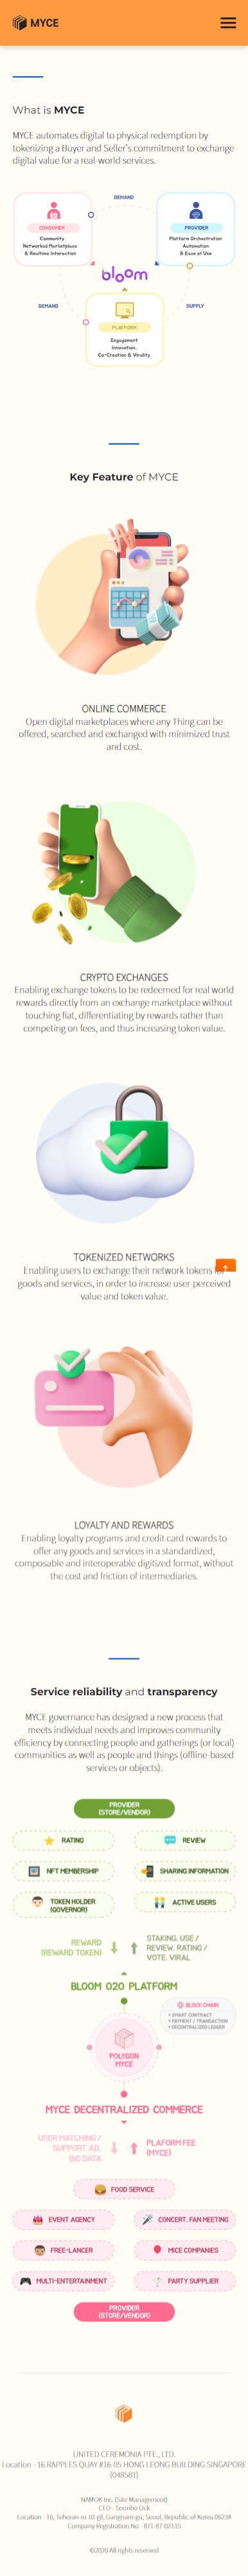 MYCE
What is MYCE
MYCE automates digital to physical redemption by
tokenizing a Buyer and Seller's commitment to exchange
digital value for a real-world services.
DEMAND
CONSUMER
Community
Networked Marketplace
& Realtime Interaction
PROVIDER
Platform Orchestration
Automation
& Ease of Use
bloom
DEMAND
SUPPLY
PLATFORM
Engagement
Innovation,
Co-Creation & Virality
Key Feature of MYCE
ONLINE COMMERCE
Open digital marketplaces where any Thing can be
offered, searched and exchanged with minimized trust
and cost.
CRYPTO EXCHANGES
Enabling exchange tokens to be redeemed for real world
rewards directly from an exchange marketplace without
touching fiat, differentiating by rewards rather than
competing on fees, and thus increasing token value.
TOKENIZED NETWORKS
Enabling users to exchange their network tokens
goods and services, in order to increase user-perceived
value and token value.
LOYALTY AND REWARDS
Enabling loyalty programs and credit card rewards to
offer any goods and services in a standardized,
composable and interoperable digitized format, without
the cost and friction of intermediaries.
Service reliability and transparency
MYCE governance has designed a new process that
meets individual needs and improves community
efficiency by connecting people and gatherings (or local)
communities as well as people and things (offline-based
services or objects).
PROVIDER
(STORE/VENDOR)
RATING
REVIEW
NFT MEMBERSHIP
SHARING INFORMATION
TOKEN HOLDER
(GOVERNOR)
ACTIVE USERS
REWARD
(REWARD TOKEN)
STAKING. USE /
REVIEW. RATING /
VOTE. VIRAL
BLOOM O2O PLATFORM
BLOCK CHAIN
• SMART CONTRACT
• PAYMENT / TRANSACTION
• DECENTRALIZED LEDGER
POLYGON
MYCE
MYCE DECENTRALIZED COMMERCE
USER MATCHING /
SUPPORT AD.
BIG DATA
PLAFORM FEE
(MYCE)
FOOD SERVICE
EVENT AGENCY
CONCERT. FAN MEETING
FREE-LANCER
MICE COMPANIES
MULTI-ENTERTAINMENT
PARTY SUPPLIER
PROVIDER
(STORE/VENDOR)
UNITED CEREMONIA PTE., LTD.
Location - 16 RAPPLES QUAY #16-05 HONG LEONG BUILDING SINGAPORE
(048581)
NAMOK Inc. (Site Management)
CEO - Seonho Ock
Location - 16, Teheran-ro 10-gil, Gangnam-gu, Seoul, Republic of Korea 06234
Company Registration No - 871-87-02115
©2020 All rights reserved